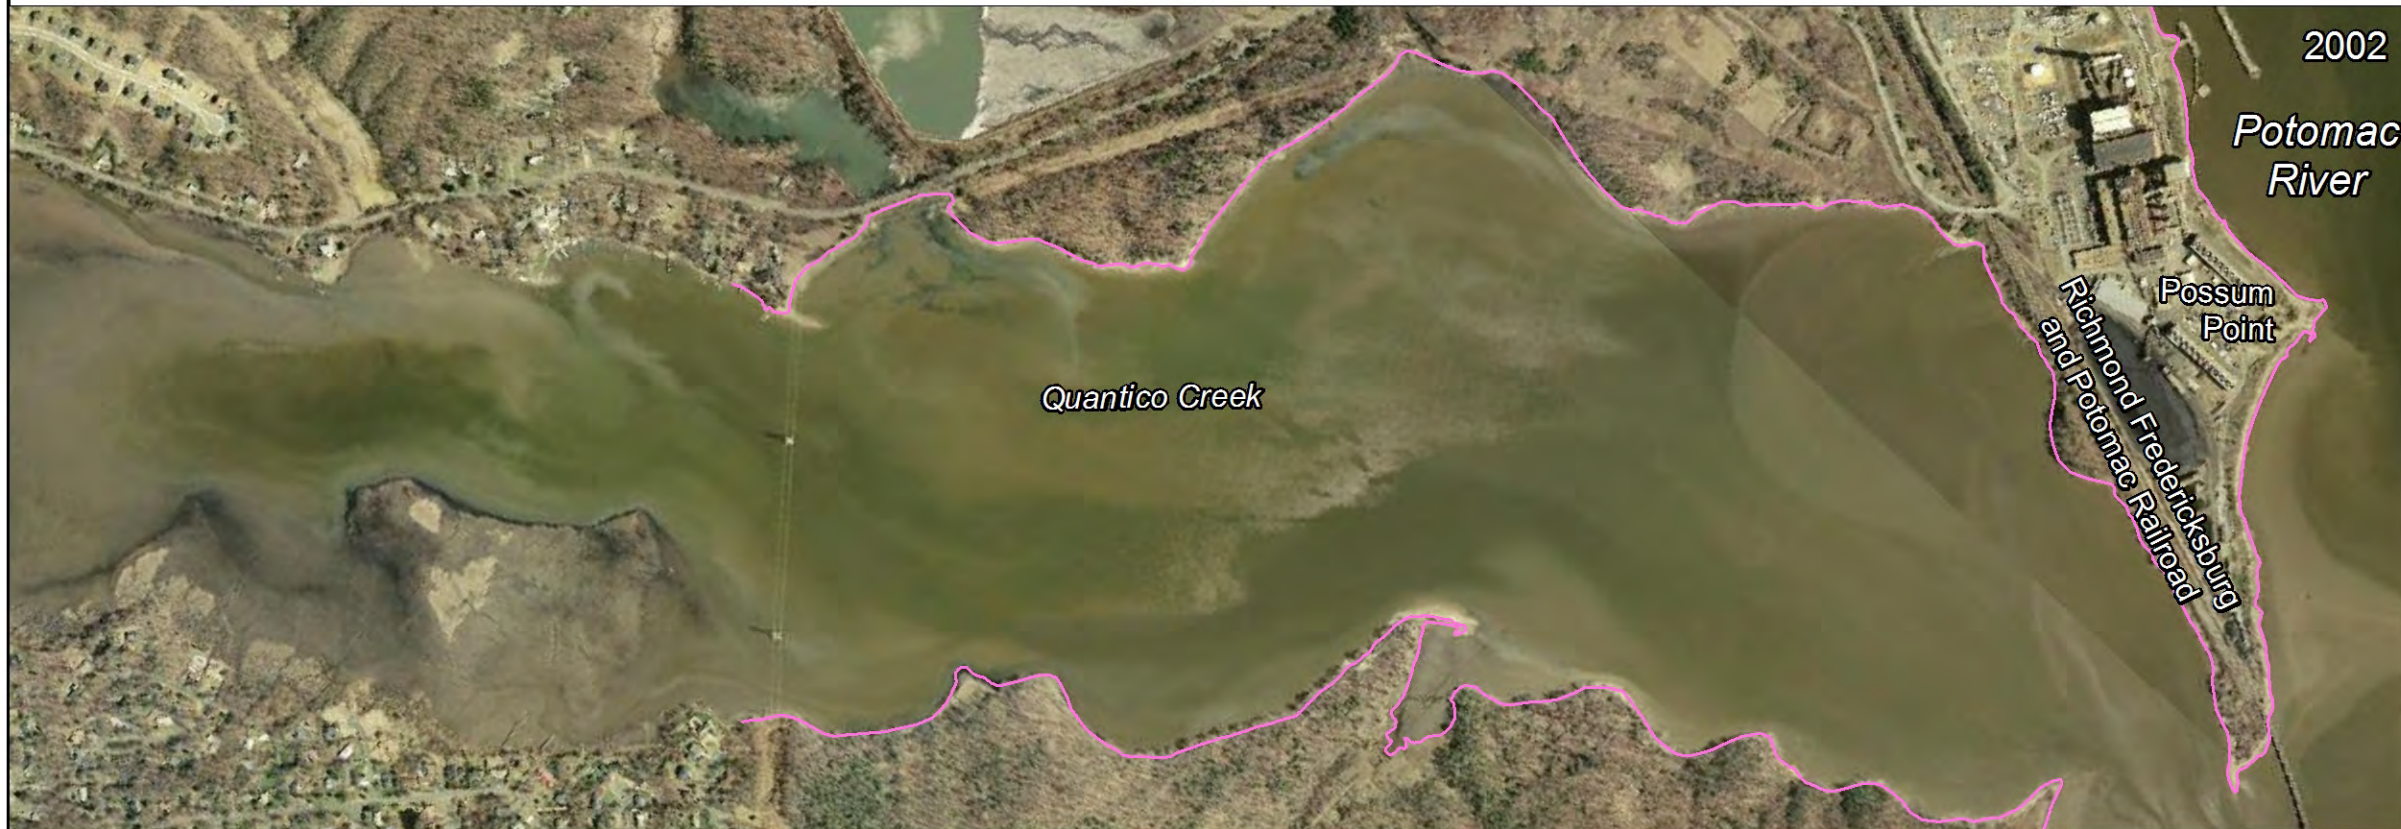 2002
Potomac
River
Quantico Creek
Possum
Point
Richmond Fredericksburg
and Potomac Railroad